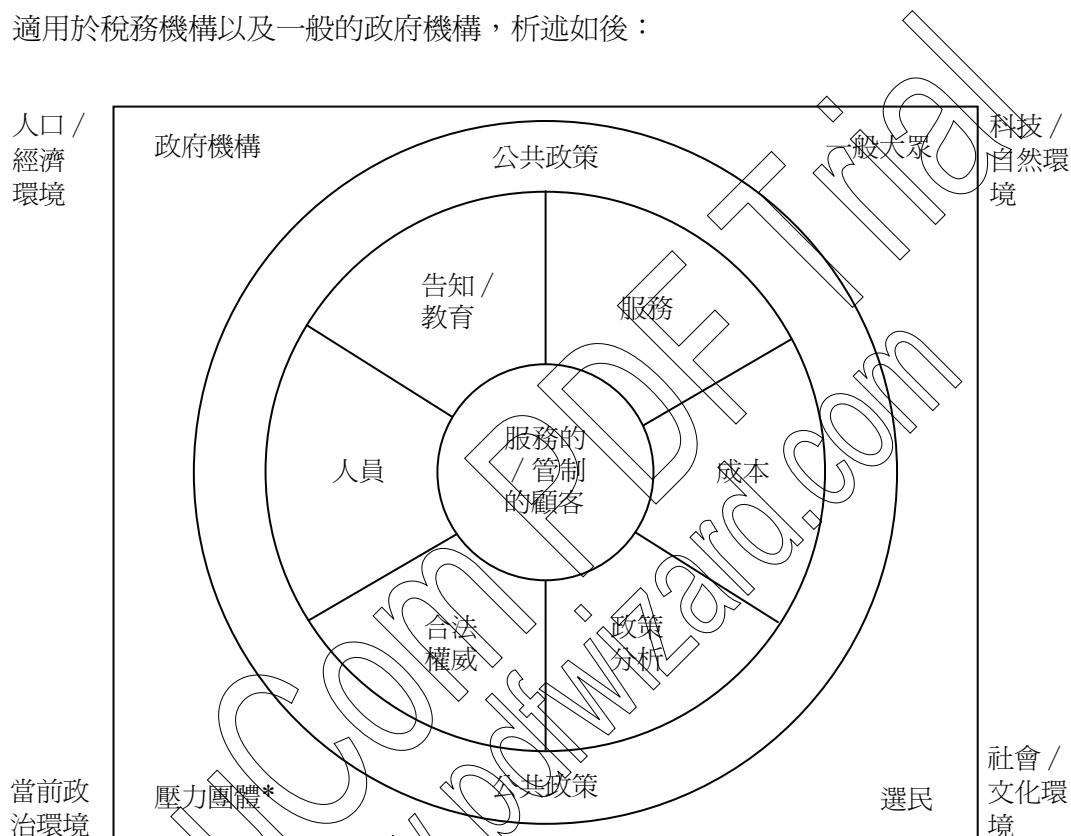 適用於稅務機構以及一般的政府機構，析述如後：
人口／
經濟
環境
政府機構
公共政策
一般大眾
科技／
自然環
境
告知／
教育
服務
人員
服務的
／管制
的顧客
成本
合法
權威
政策
分析
當前政
治環境
壓力團體*
公共政策
選民
社會／
文化環
境
PDF Trial
pdfwizard.com